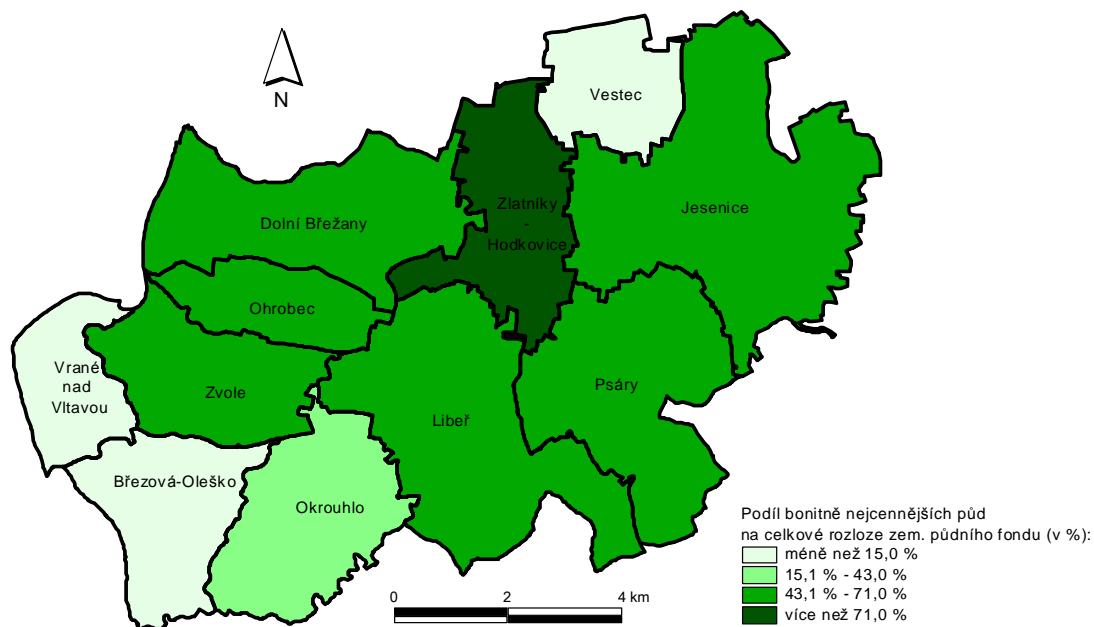 N
Vestec
Zlatníky
-
Hodkovice
Jesenice
Dolní Břežany
Ohrobec
Vrané
nad
Vltavou
Zvole
Psáry
Libeř
Březová-Oleško
Okrouhlo
Podíl bonitně nejcennějších půd
na celkové rozloze zem. půdního fondu (v %):
méně než 15,0 %
15,1 % - 43,0 %
43,1 % - 71,0 %
více než 71,0 %
0 2 4 km